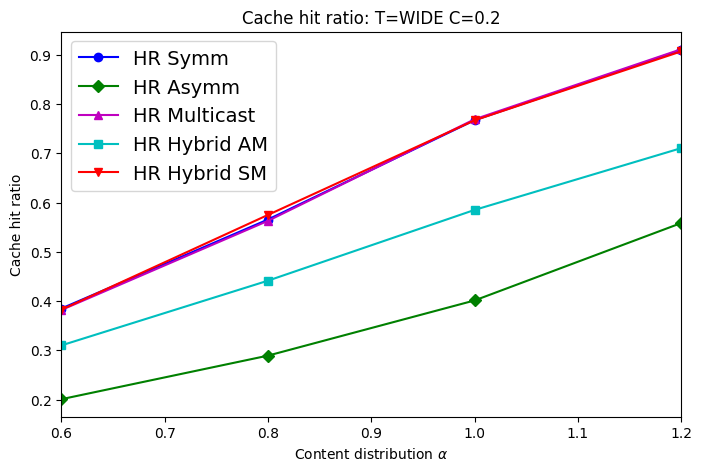 Cache hit ratio: T=WIDE C=0.2
HR Symm
HR Asymm
HR Multicast
HR Hybrid AM
HR Hybrid SM
Cache hit ratio
0.9
0.8
0.7
0.6
0.5
0.4
0.3
0.2
0.6
0.7
0.8
0.9
1.0
1.1
1.2
Content distribution α